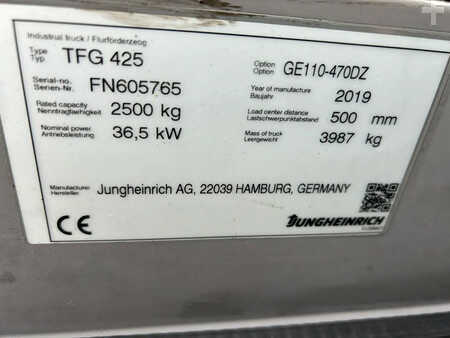 Industrial truck / Flurförderzeug
Type
Typ TFG 425
Option
Option GE110-470DZ
Serial-no.
Serien-Nr. FN605765
Year of manufacture
Baujahr 2019
Rated capacity
Nenntragfähigkeit 2500 kg
Load center distance
Lastschwerpunktabstand 500 mm
Nominal power
Antriebsleistung 36,5 kW
Mass of truck
Leergewicht 3987 kg
Manufacturer
Hersteller Jungheinrich AG, 22039 HAMBURG, GERMANY
CE
JUNGHEINRICH